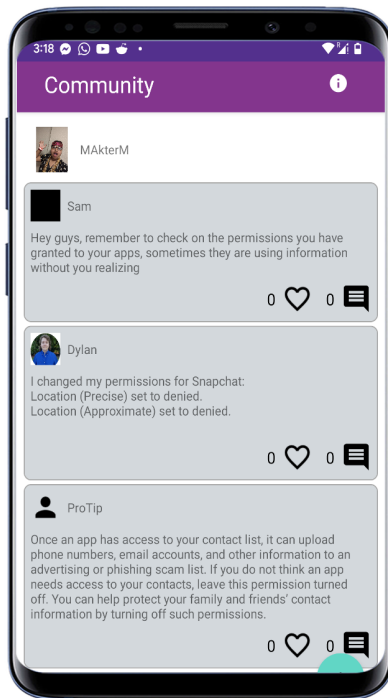 3:18
R
Community
MAkterM
Sam
Hey guys, remember to check on the permissions you have
granted to your apps, sometimes they are using information
without you realizing
0 0
Dylan
I changed my permissions for Snapchat:
Location (Precise) set to denied.
Location (Approximate) set to denied.
0 0
ProTip
Once an app has access to your contact list, it can upload
phone numbers, email accounts, and other information to an
advertising or phishing scam list. If you do not think an app
needs access to your contacts, leave this permission turned
off. You can help protect your family and friends' contact
information by turning off such permissions.
0 0